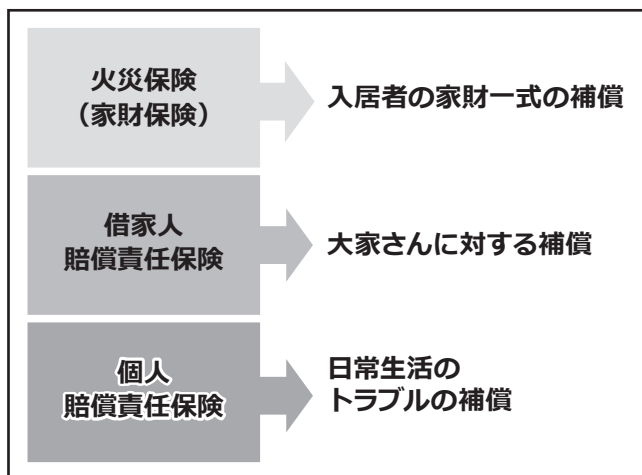 火災保険
（家財保険）
入居者の家財一式の補償
借家人
賠償責任保険
大家さんに対する補償
個人
賠償責任保険
日常生活の
トラブルの補償